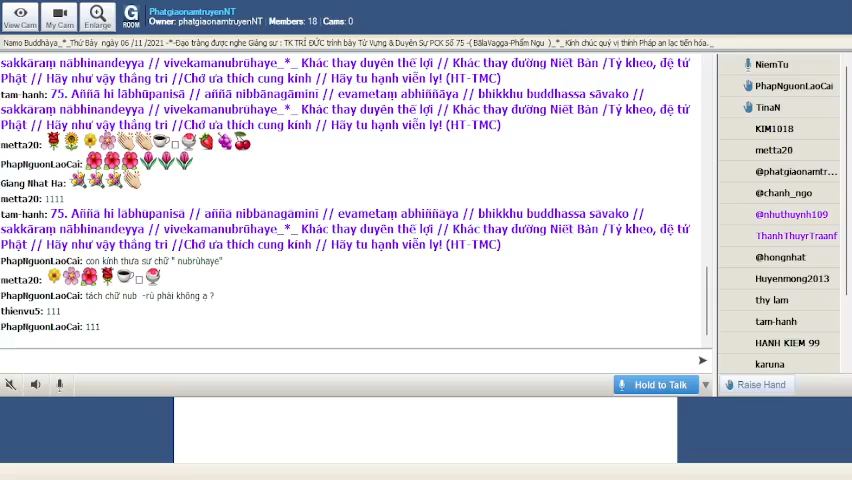 View Cam
My Cam
Enlarge
G
ROOM
PhatgiaonamtruyenNT
Owner: phatgiaonamtruyenNT Members: 18 | Cams: 0
Namo Buddhàya_*_Thứ Bảy ngày 06 /11 /2021 -*-Đạo tràng được nghe Giảng sư : TK TRÍ ĐỨC trình bày Từ Vựng & Duyên Sự PCK Số 75 -( BālaVagga-Phẩm Ngu )_*_ Kính chúc quý vị thính Pháp an lạc tiến hóa._
sakkāraṃ nābhinandeyya // vivekamanubrūhaye_*_ Khác thay duyên thế lợi // Khác thay đường Niết Bàn /Tỳ kheo, đệ tử
Phật // Hãy như vậy thắng tri //Chớ ưa thích cung kính // Hãy tu hạnh viễn ly! (HT-TMC)
tam-hanh: 75. Aññā hi lābhūpanisā // aññā nibbānagāminī // evametaṃ abhiññāya // bhikkhu buddhassa sāvako //
sakkāraṃ nābhinandeyya // vivekamanubrūhaye_*_ Khác thay duyên thế lợi // Khác thay đường Niết Bàn /Tỳ kheo, đệ tử
Phật // Hãy như vậy thắng tri //Chớ ưa thích cung kính // Hãy tu hạnh viễn ly! (HT-TMC)
metta20:
PhapNguonLaoCai:
Giang Nhat Ha:
metta20: 1111
tam-hanh: 75. Aññā hi lābhūpanisā // aññā nibbānagāminī // evametaṃ abhiññāya // bhikkhu buddhassa sāvako //
sakkāraṃ nābhinandeyya // vivekamanubrūhaye_*_ Khác thay duyên thế lợi // Khác thay đường Niết Bàn /Tỳ kheo, đệ tử
Phật // Hãy như vậy thắng tri //Chớ ưa thích cung kính // Hãy tu hạnh viễn ly! (HT-TMC)
PhapNguonLaoCai: con kính thưa sư chữ " nubrūhaye"
metta20:
PhapNguonLaoCai: tách chữ nub -rū phải không ạ ?
thienvu5: 111
PhapNguonLaoCai: 111
Hold to Talk
NiemTu
PhapNguonLaoCai
TinaN
KIM1018
metta20
@phatgiaonamtr...
@chanh_ngo
@nhuthuynh109
ThanhThuyrTraanf
@hongnhat
Huyenmong2013
thy lam
tam-hanh
HANH KIEM 99
karuna
Raise Hand